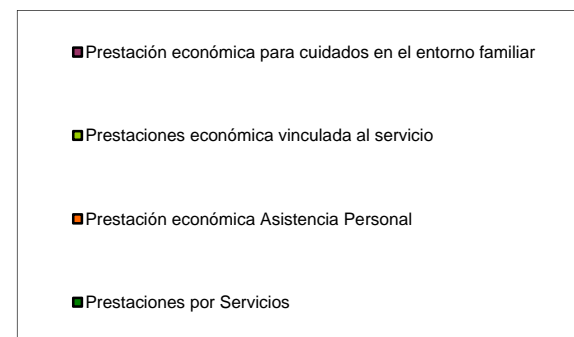 Prestación económica para cuidados en el entorno familiar
Prestaciones económica vinculada al servicio
Prestación económica Asistencia Personal
Prestaciones por Servicios